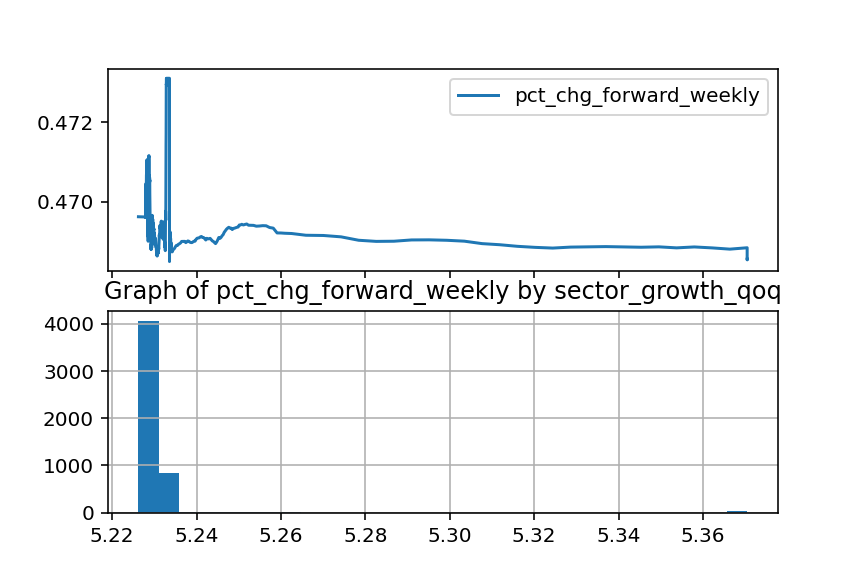 pct_chg_forward_weekly
0.472
0.470
Graph of pct_chg_forward_weekly by sector_growth_qoq
4000
3000
2000
1000
0
5.22 5.24 5.26 5.28 5.30 5.32 5.34 5.36